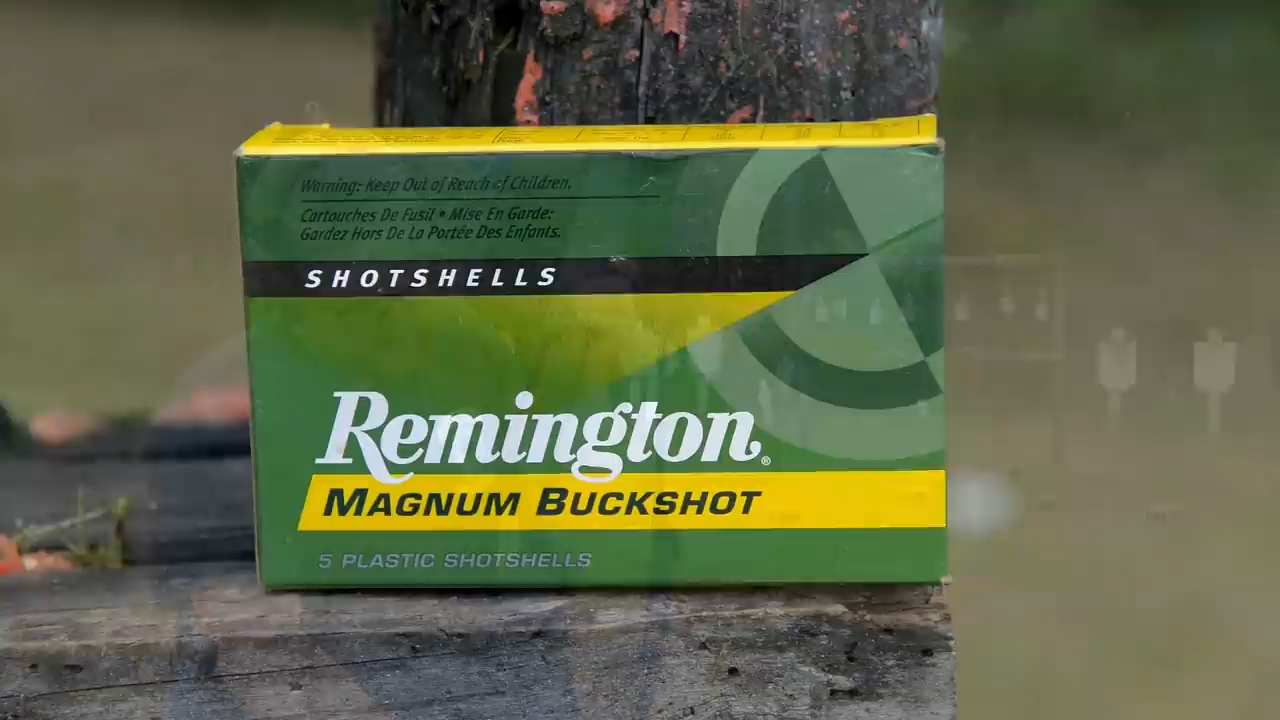 Warning: Keep Out of Reach of Children.
Cartouches De Fusil • Mise En Garde:
Gardez Hors De La Portée Des Enfants.
SHOTSHELLS
Remington®
MAGNUM BUCKSHOT
5 PLASTIC SHOTSHELLS